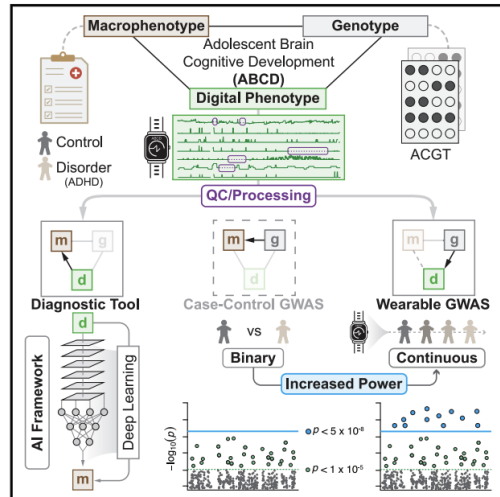 Macrophenotype
Genotype
Adolescent Brain
Cognitive Development
(ABCD)
Digital Phenotype
Control
Disorder
(ADHD)
ACGT
QC/Processing
m
g
d
m
g
d
m
g
d
Diagnostic Tool
Case-Control GWAS
Wearable GWAS
d
AI Framework
Deep Learning
m
vs
Binary
Continuous
Increased Power
−log10(p)
p < 5 x 10-8
p < 1 x 10-5